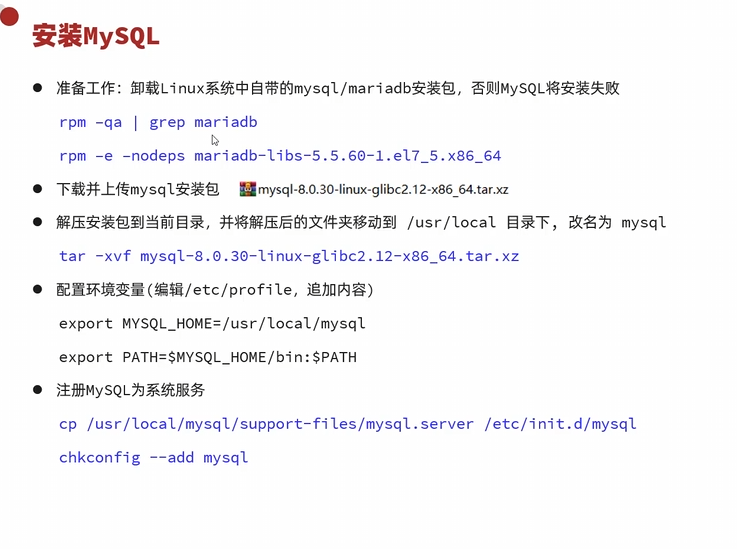 安装MySQL
准备工作：卸载Linux系统中自带的mysql/mariadb安装包，否则MySQL将安装失败
rpm -qa | grep mariadb
rpm -e -nodeps mariadb-libs-5.5.60-1.el7_5.x86_64
下载并上传mysql安装包 mysql-8.0.30-linux-glibc2.12-x86_64.tar.xz
解压安装包到当前目录，并将解压后的文件夹移动到 /usr/local 目录下，改名为 mysql
tar -xvf mysql-8.0.30-linux-glibc2.12-x86_64.tar.xz
配置环境变量(编辑/etc/profile，追加内容)
export MYSQL_HOME=/usr/local/mysql
export PATH=$MYSQL_HOME/bin:$PATH
注册MySQL为系统服务
cp /usr/local/mysql/support-files/mysql.server /etc/init.d/mysql
chkconfig --add mysql